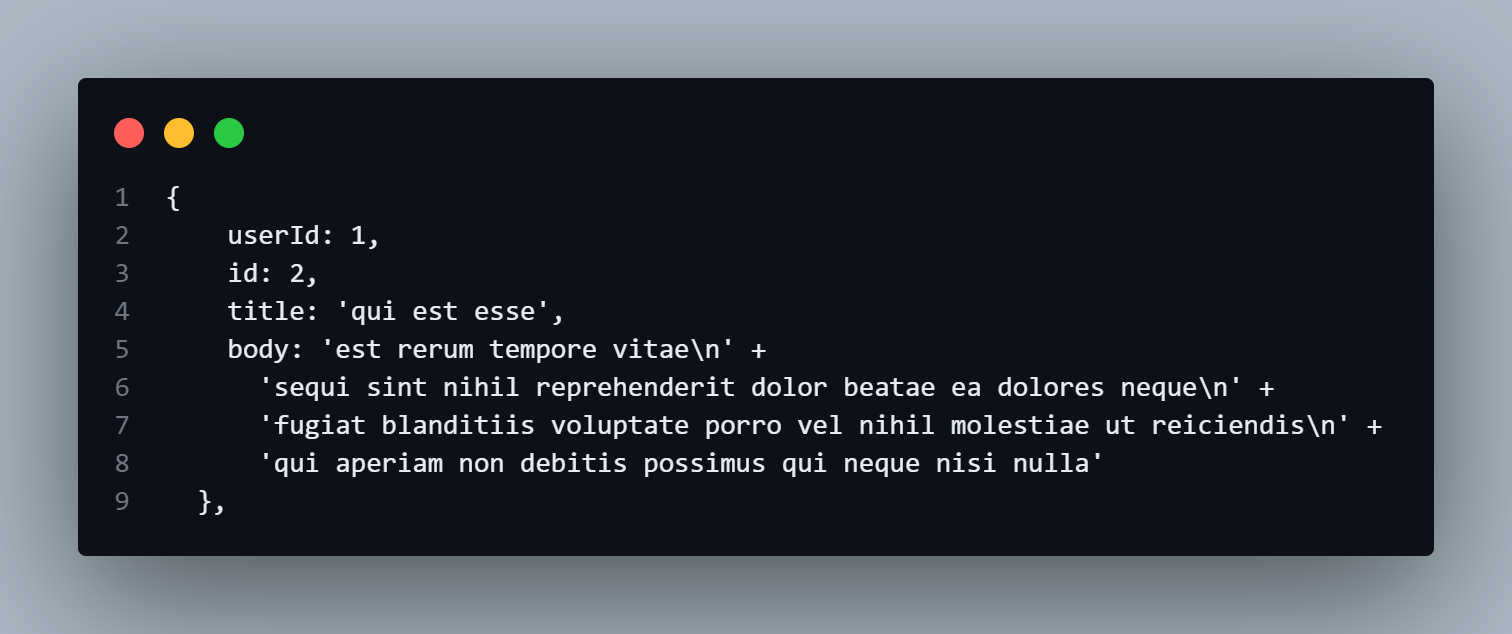 1 {
2     userId: 1,
3     id: 2,
4     title: 'qui est esse',
5     body: 'est rerum tempore vitae\n' +
6       'sequi sint nihil reprehenderit dolor beatae ea dolores neque\n' +
7       'fugiat blanditiis voluptate porro vel nihil molestiae ut reiciendis\n' +
8       'qui aperiam non debitis possimus qui neque nisi nulla'
9   },